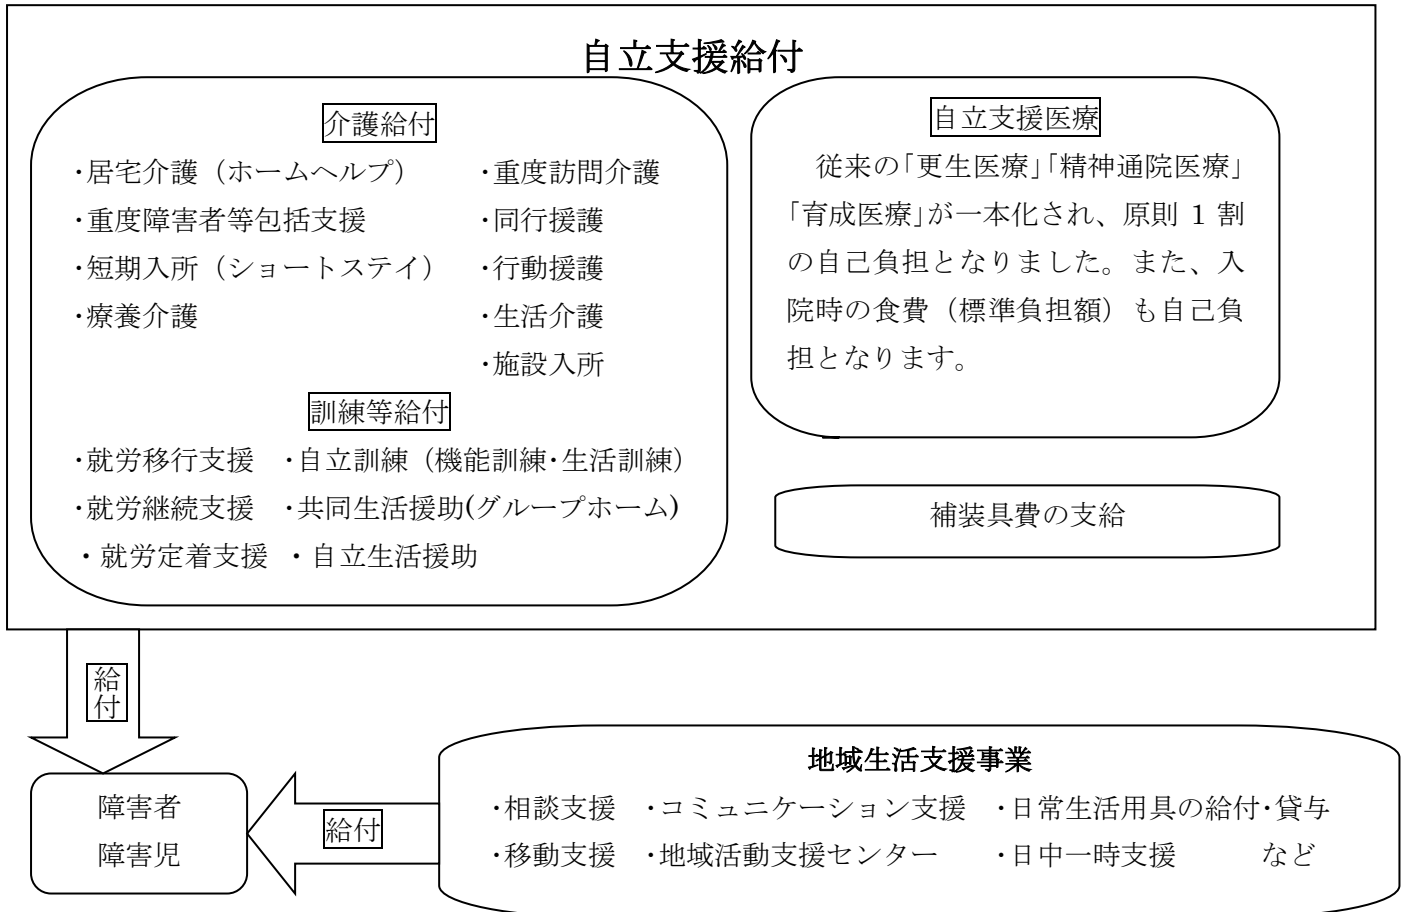 自立支援給付
介護給付
・居宅介護（ホームヘルプ）　・重度訪問介護
・重度障害者等包括支援　・同行援護
・短期入所（ショートステイ）　・行動援護
・療養介護　・生活介護
・施設入所
訓練等給付
・就労移行支援　・自立訓練（機能訓練・生活訓練）
・就労継続支援　・共同生活援助(グループホーム)
・就労定着支援　・自立生活援助
自立支援医療
従来の「更生医療」「精神通院医療」
「育成医療」が一本化され、原則 1 割
の自己負担となりました。また、入
院時の食費（標準負担額）も自己負
担となります。
補装具費の支給
給付
障害者
障害児
給付
地域生活支援事業
・相談支援　・コミュニケーション支援　・日常生活用具の給付・貸与
・移動支援　・地域活動支援センター　・日中一時支援　など